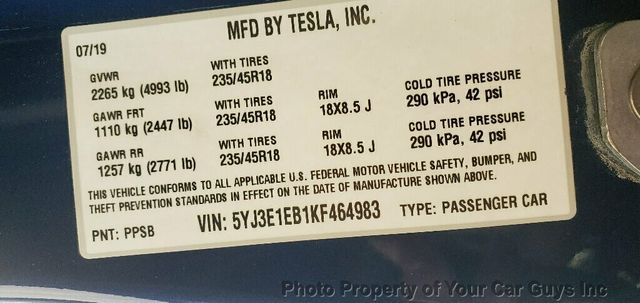 MFD BY TESLA, INC.
07/19
GVWR WITH TIRES
2265 kg (4993 lb) 235/45R18
GAWR FRT WITH TIRES RIM COLD TIRE PRESSURE
1110 kg (2447 lb) 235/45R18 18X8.5 J 290 kPa, 42 psi
GAWR RR WITH TIRES RIM COLD TIRE PRESSURE
1257 kg (2771 lb) 235/45R18 18X8.5 J 290 kPa, 42 psi
THIS VEHICLE CONFORMS TO ALL APPLICABLE U.S. FEDERAL MOTOR VEHICLE SAFETY, BUMPER, AND
THEFT PREVENTION STANDARDS IN EFFECT ON THE DATE OF MANUFACTURE SHOWN ABOVE.
PNT: PPSB VIN: 5YJ3E1EB1KF464983 TYPE: PASSENGER CAR
Photo Property of Your Car Guys Inc